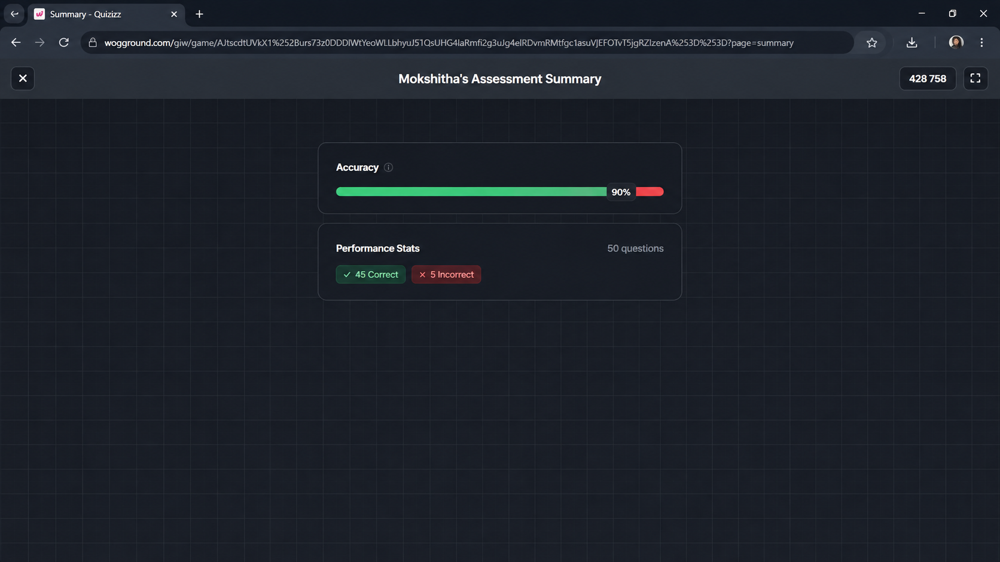 Summary - Quizizz
wogground.com/giw/game/AJtscdtUVkX1%252Burs73z0DDDlWtYeoWLLbhyuJ51QsUHG4laRmfi2g3uJg4elRDvmRMtfgc1asuVJEFOTvT5jgRZlzenA%253D%253D?page=summary
Mokshitha's Assessment Summary
428 758
Accuracy
90%
Performance Stats
50 questions
45 Correct
5 Incorrect